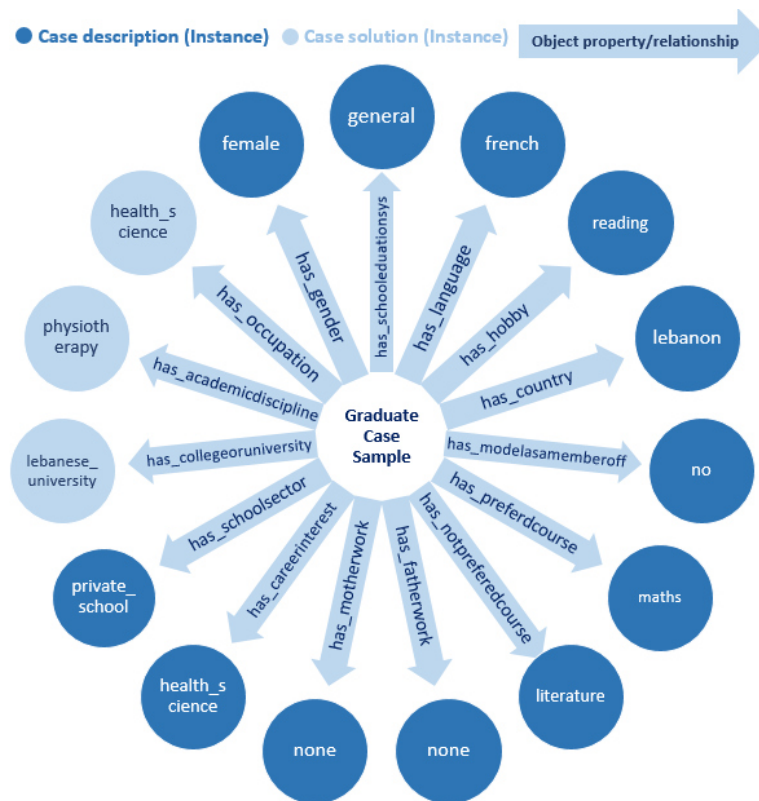 Case description (Instance)
Case solution (Instance)
Object property/relationship
general
french
reading
lebanon
no
maths
literature
none
none
health_s
cience
private_
school
lebanese_
university
physioth
erapy
health_s
cience
female
has_schooleduationsys
has_language
has_hobby
has_country
has_modelasamemberoff
has_preferdcourse
has_notpreferedcourse
has_fatherwork
has_motherwork
has_careerinterest
has_schoolsector
has_collegeoruniversity
has_academicdiscipline
has_occupation
has_gender
Graduate
Case
Sample